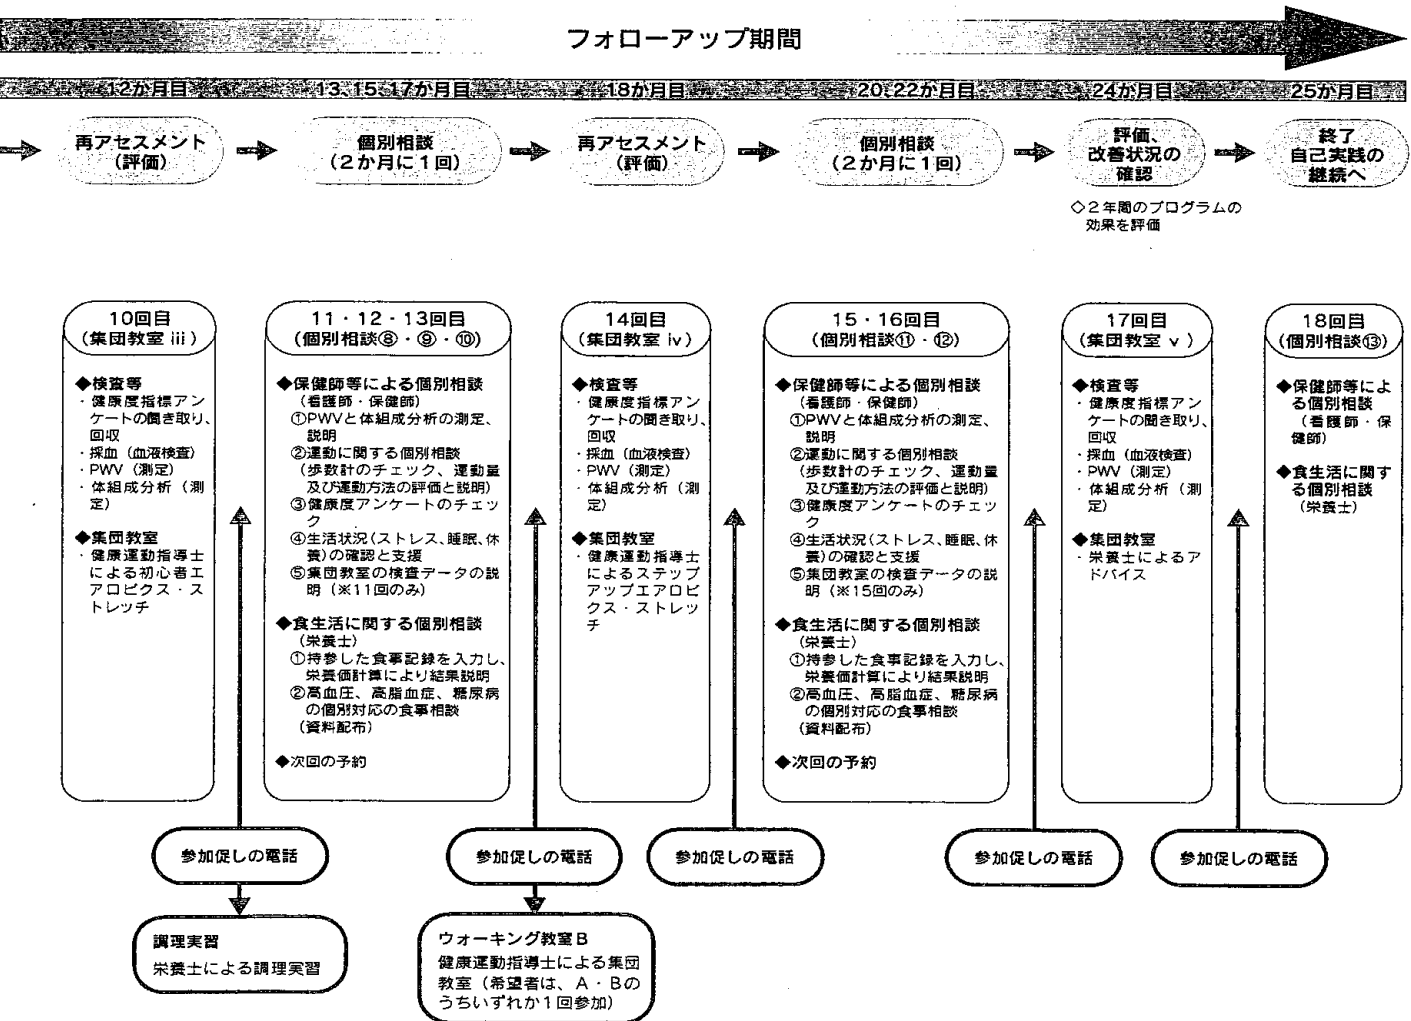 フォローアップ期間
12か月目
13、15、17か月目
18か月目
20、22か月目
24か月目
25か月目
再アセスメント
(評価)
個別相談
(2か月に1回)
再アセスメント
(評価)
個別相談
(2か月に1回)
評価、
改善状況の
確認
終了
自己実践の
継続へ
◇2年間のプログラムの
効果を評価
10回目
(集団教室 iii)
◆検査等
・健康度指標アン
ケートの聞き取り、
回収
・採血(血液検査)
・PWV(測定)
・体組成分析(測
定)
◆集団教室
・健康運動指導士
による初心者エ
アロビクス・ス
トレッチ
11・12・13回目
(個別相談⑧・⑨・⑩)
◆保健師等による個別相談
(看護師・保健師)
①PWVと体組成分析の測定、
説明
②運動に関する個別相談
(歩数計のチェック、運動量
及び運動方法の評価と説明)
③健康度アンケートのチェッ
ク
④生活状況(ストレス、睡眠、休
養)の確認と支援
⑤集団教室の検査データの説
明(※11回のみ)
◆食生活に関する個別相談
(栄養士)
①持参した食事記録を入力し、
栄養価計算により結果説明
②高血圧、高脂血症、糖尿病
の個別対応の食事相談
(資料配布)
◆次回の予約
14回目
(集団教室 iv)
◆検査等
・健康度指標アン
ケートの聞き取り、
回収
・採血(血液検査)
・PWV(測定)
・体組成分析(測
定)
◆集団教室
・健康運動指導士
によるステップ
アップエアロビ
クス・ストレッ
チ
15・16回目
(個別相談⑪・⑫)
◆保健師等による個別相談
(看護師・保健師)
①PWVと体組成分析の測定、
説明
②運動に関する個別相談
(歩数計のチェック、運動量
及び運動方法の評価と説明)
③健康度アンケートのチェッ
ク
④生活状況(ストレス、睡眠、休
養)の確認と支援
⑤集団教室の検査データの説
明(※15回のみ)
◆食生活に関する個別相談
(栄養士)
①持参した食事記録を入力し、
栄養価計算により結果説明
②高血圧、高脂血症、糖尿病
の個別対応の食事相談
(資料配布)
◆次回の予約
17回目
(集団教室 v)
◆検査等
・健康度指標アン
ケートの聞き取り、
回収
・採血(血液検査)
・PWV(測定)
・体組成分析(測
定)
◆集団教室
・栄養士によるア
ドバイス
18回目
(個別相談⑬)
◆保健師等によ
る個別相談
(看護師・保
健師)
◆食生活に関す
る個別相談
(栄養士)
参加促しの電話
参加促しの電話
参加促しの電話
参加促しの電話
参加促しの電話
調理実習
栄養士による調理実習
ウォーキング教室B
健康運動指導士による集団
教室(希望者は、A・Bの
うちいずれか1回参加)